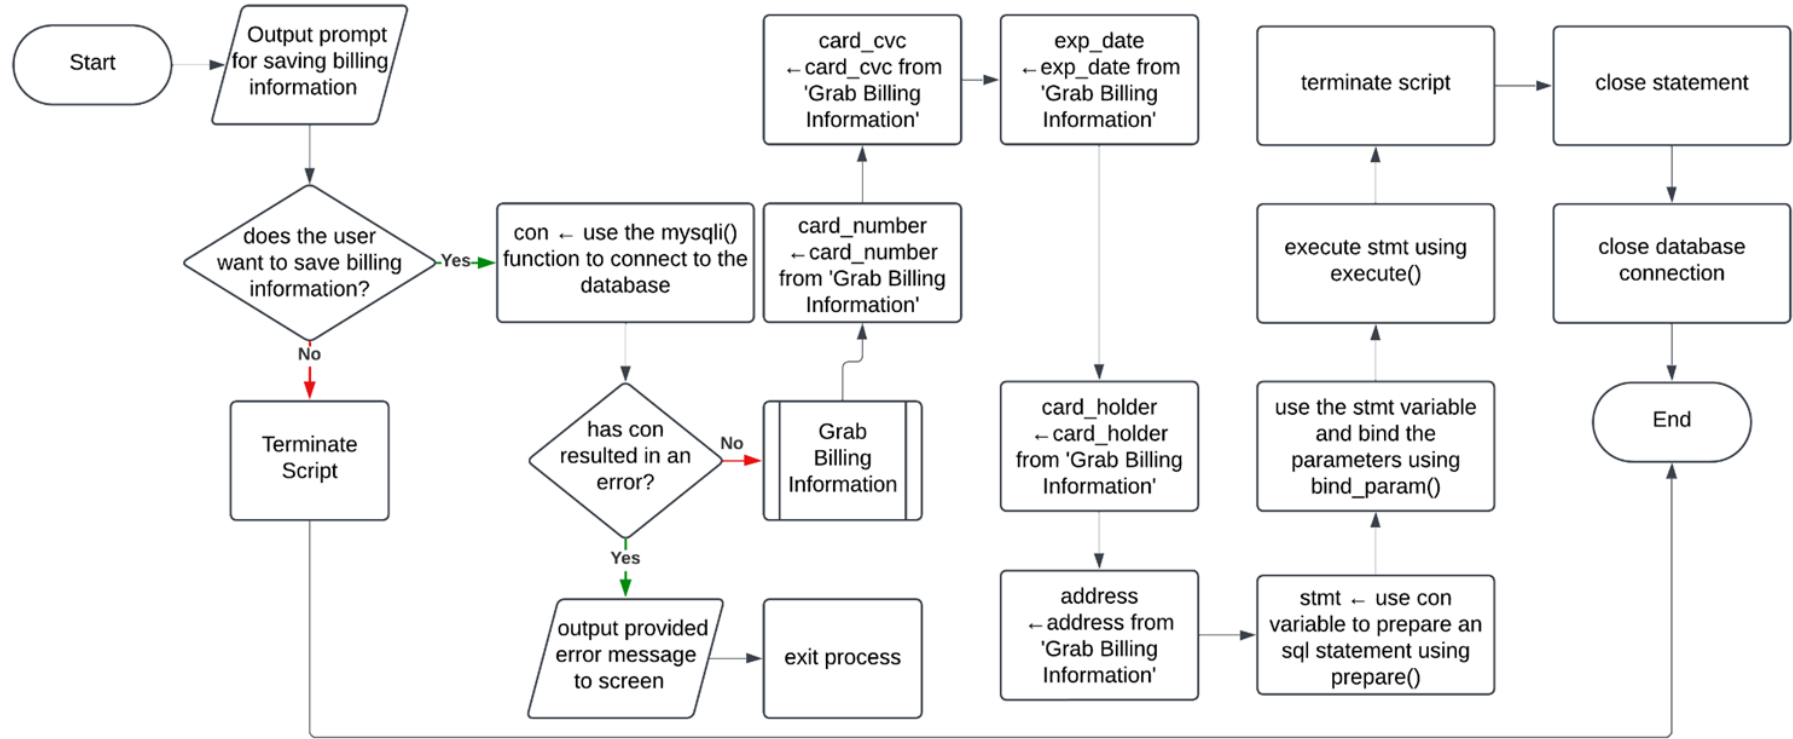 Start
Output prompt
for saving billing
information
does the user
want to save billing
information?
Yes
No
Terminate
Script
con ← use the mysqli()
function to connect to the
database
has con
resulted in an
error?
No
Yes
output provided
error message
to screen
exit process
Grab
Billing
Information
card_number
←card_number
from 'Grab Billing
Information'
card_cvc
←card_cvc from
'Grab Billing
Information'
exp_date
←exp_date from
'Grab Billing
Information'
card_holder
←card_holder
from 'Grab Billing
Information'
address
←address from
'Grab Billing
Information'
stmt ← use con
variable to prepare an
sql statement using
prepare()
use the stmt variable
and bind the
parameters using
bind_param()
execute stmt using
execute()
terminate script
close statement
close database
connection
End